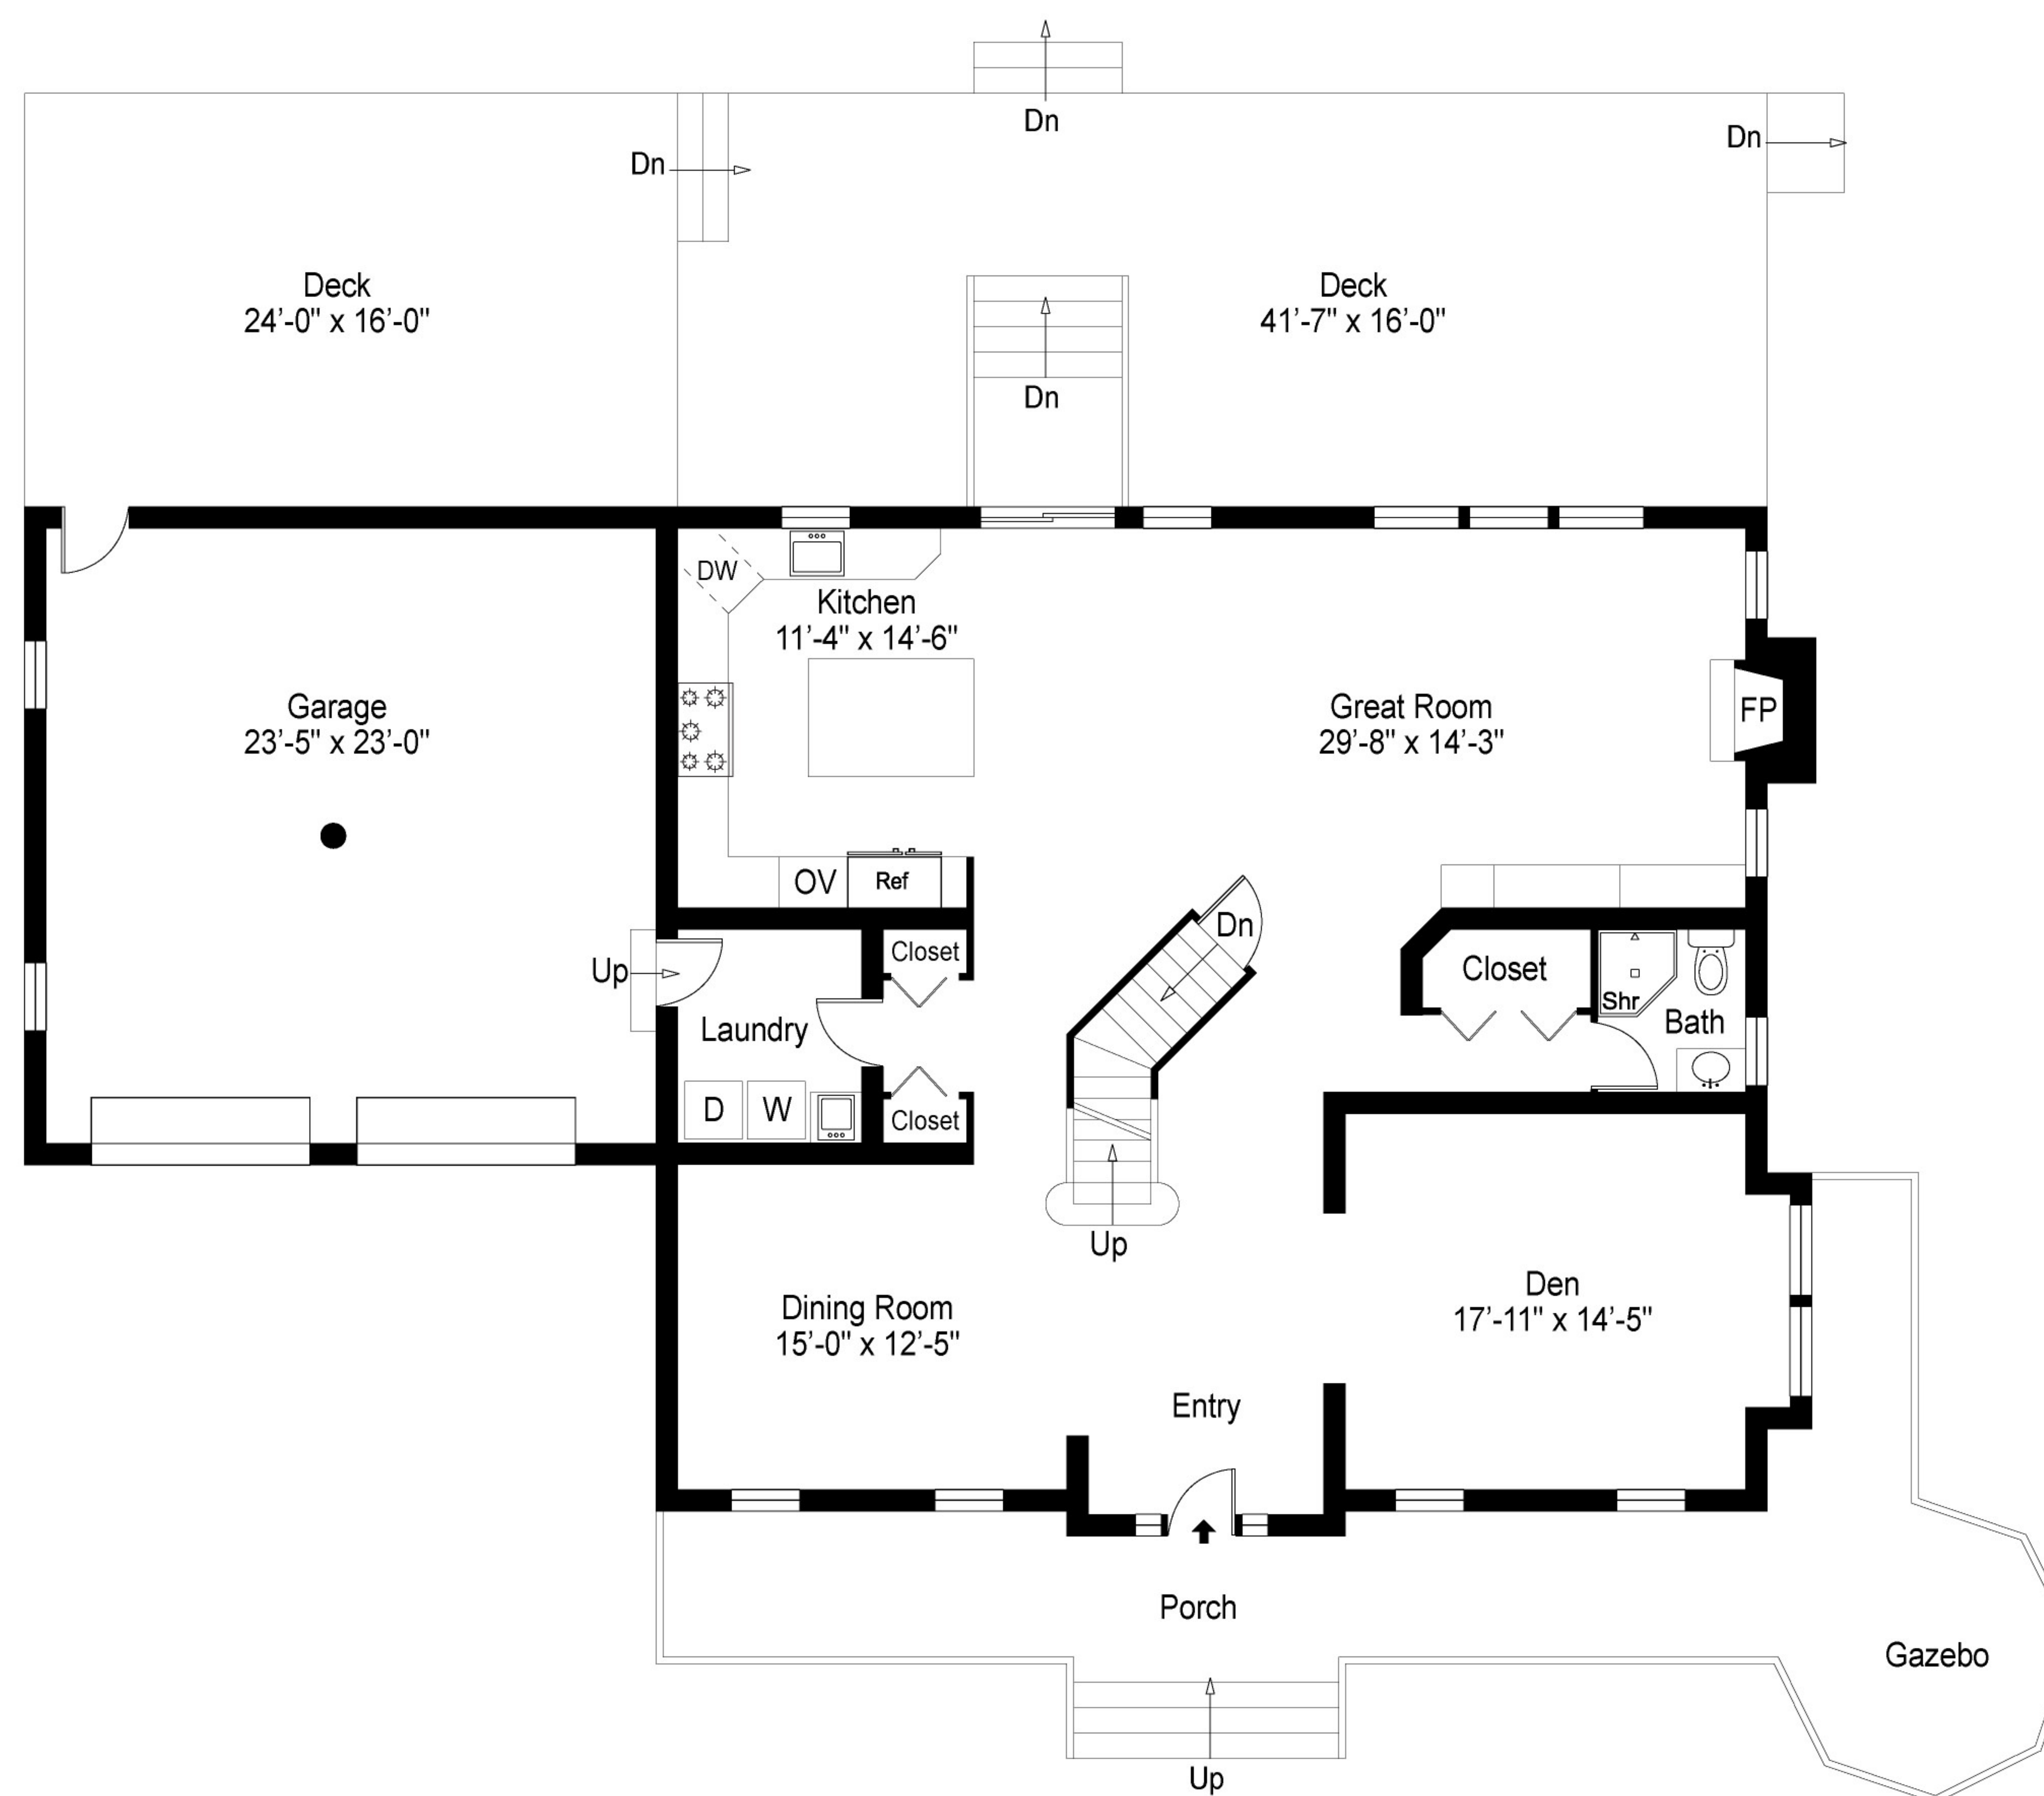 Dn
Dn
Dn
Deck
24’-0" x 16’-0"
Deck
41’-7" x 16’-0"
Dn
DW
Kitchen
11’-4" x 14’-6"
Garage
23’-5" x 23’-0"
Great Room
29’-8" x 14’-3"
FP
OV
Ref
Dn
Closet
Closet
Up
Shr
Bath
Laundry
D
W
Closet
Up
Den
17’-11" x 14’-5"
Dining Room
15’-0" x 12’-5"
Entry
Porch
Gazebo
Up